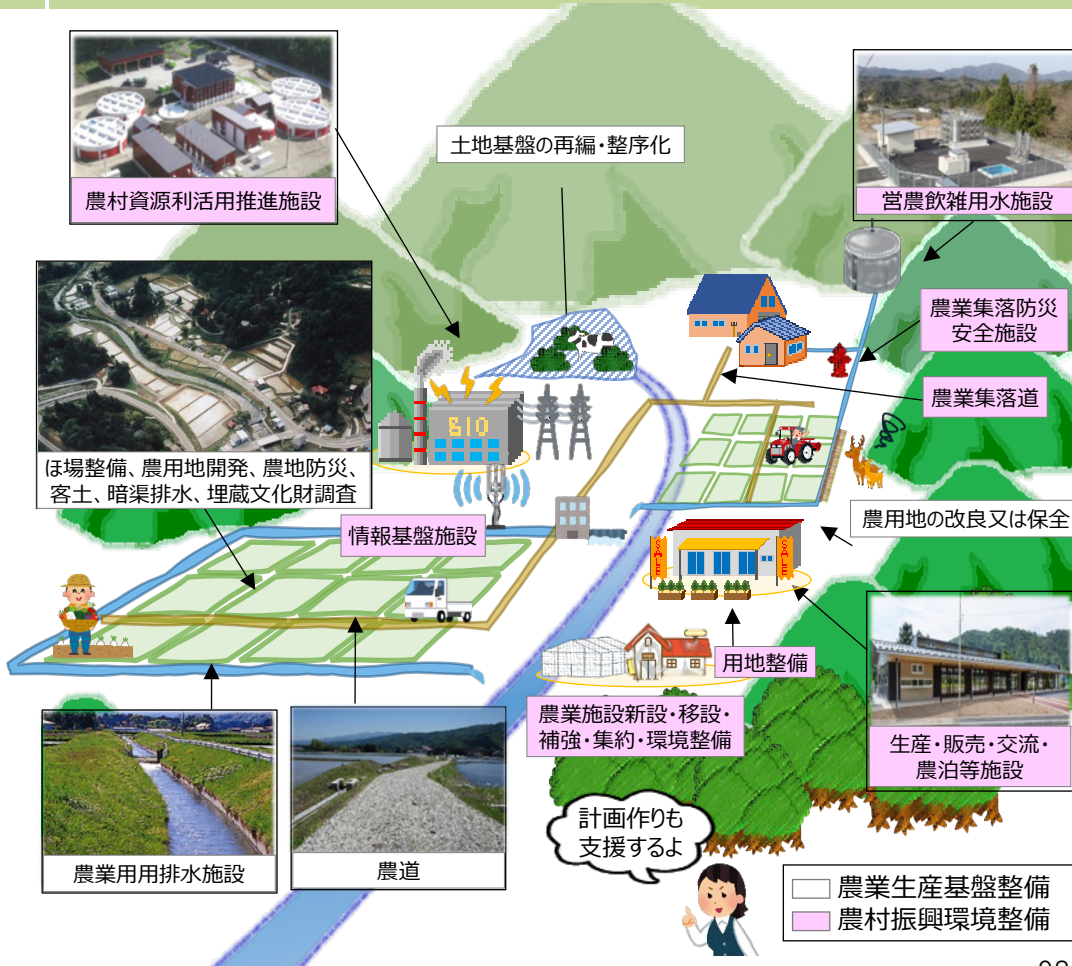 農村資源利活用推進施設
土地基盤の再編・整序化
営農飲雑用水施設
農業集落防災
安全施設
農業集落道
ほ場整備、農用地開発、農地防災、
客土、暗渠排水、埋蔵文化財調査
BIO
情報基盤施設
農用地の改良又は保全
SALE
SALE
用地整備
農業施設新設・移設・
補強・集約・環境整備
生産・販売・交流・
農泊等施設
農業用用排水施設
農道
計画作りも
支援するよ
農業生産基盤整備
農村振興環境整備